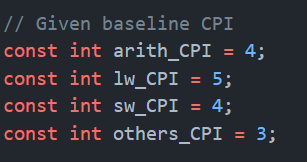 // Given baseline CPI
const int arith_CPI = 4;
const int lw_CPI = 5;
const int sw_CPI = 4;
const int others_CPI = 3;